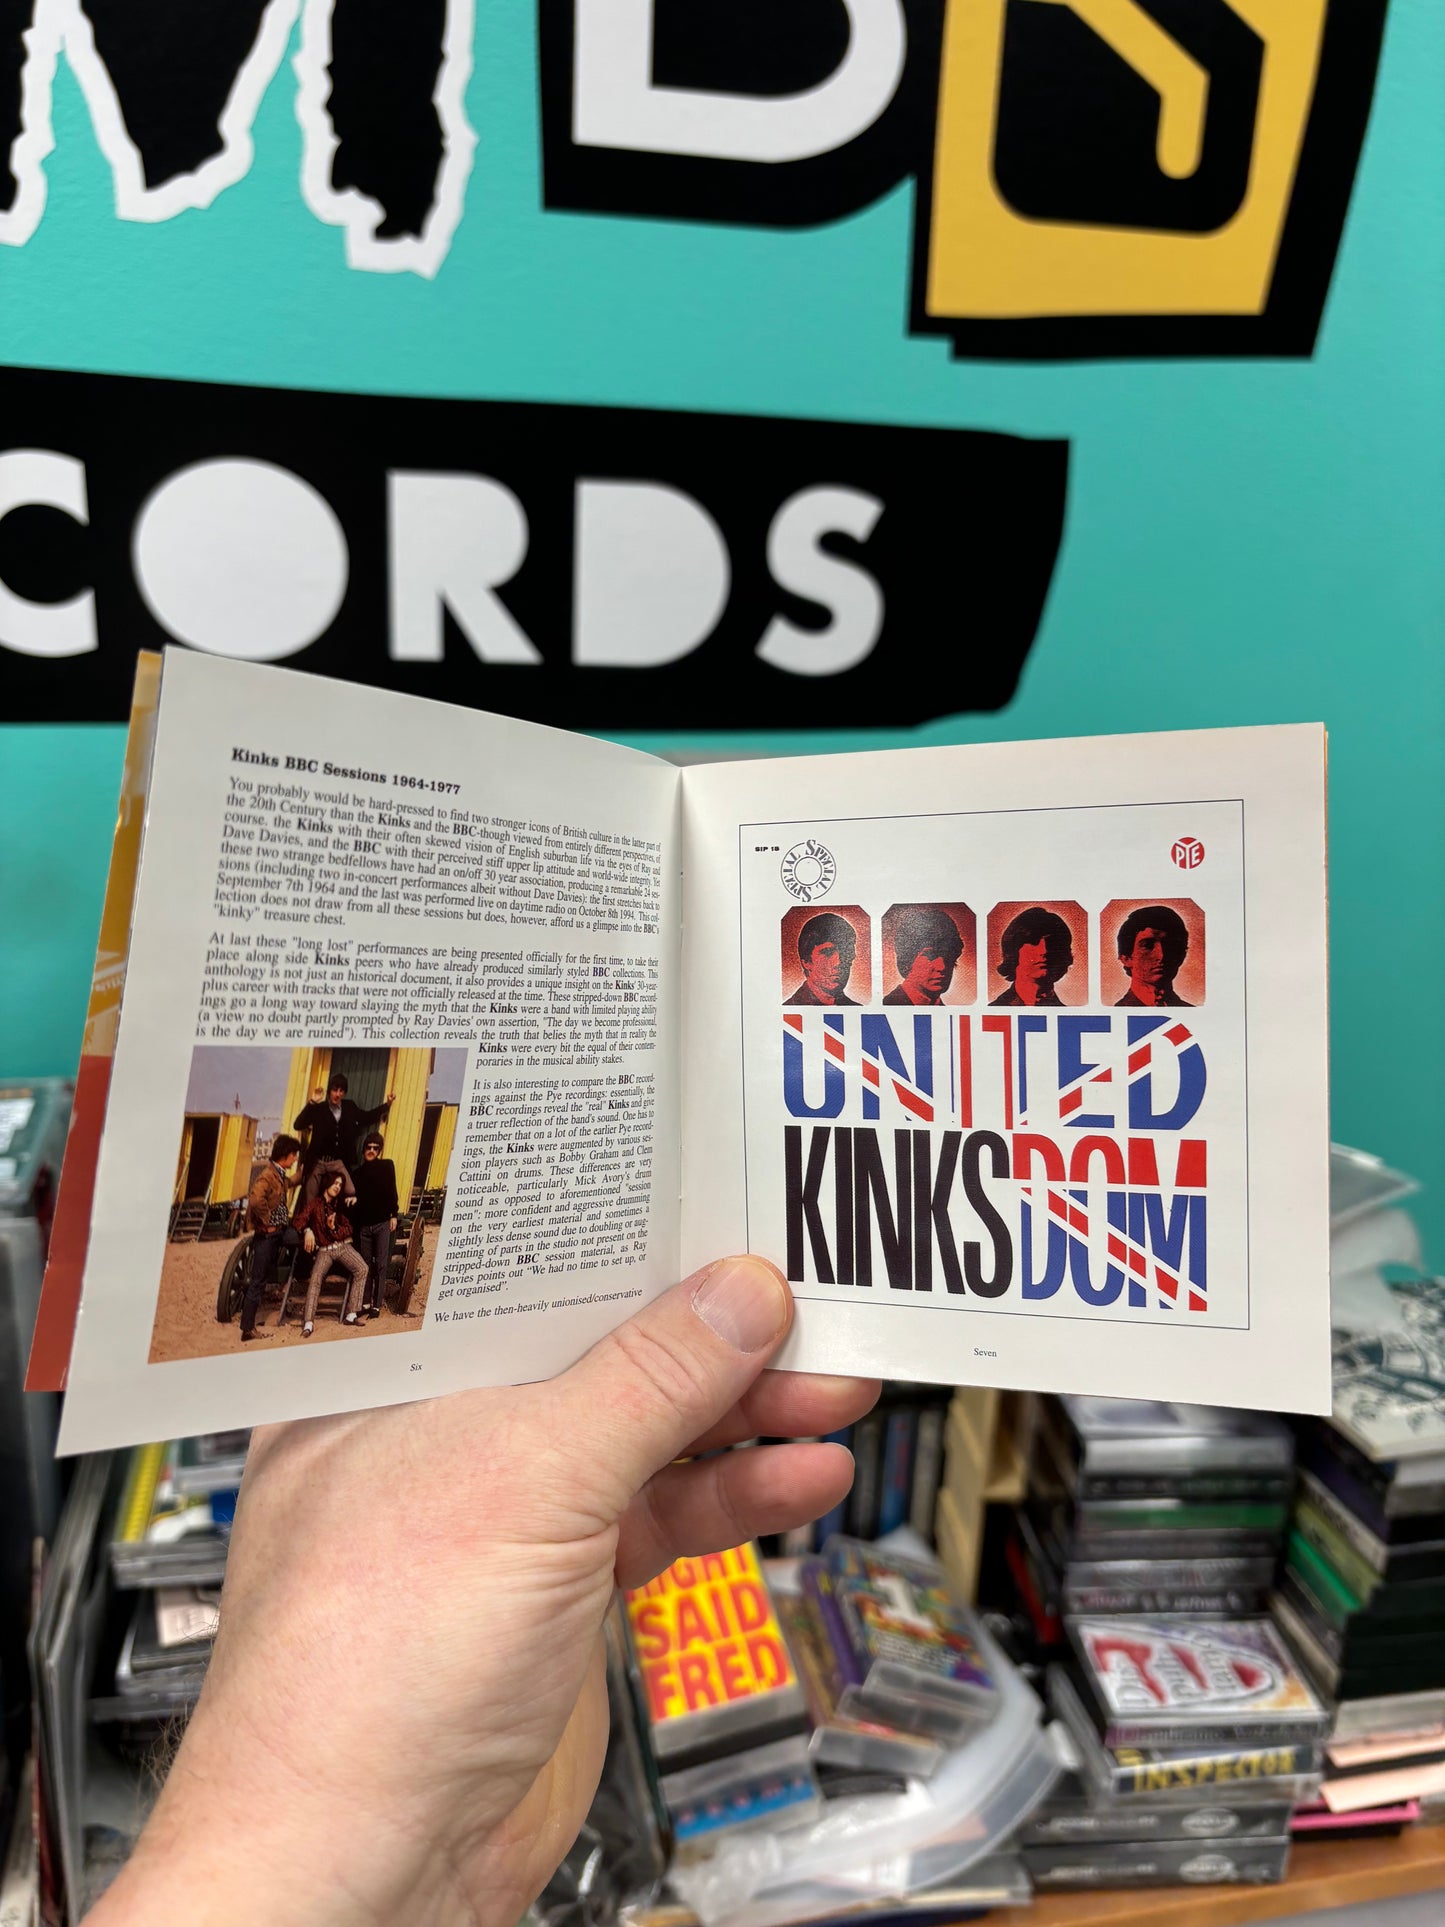 CORDS
Kinks BBC Sessions 1964-1977
You probably would be hard-pressed to find two stronger icons of British culture in the latter part of
the 20th Century than the Kinks and the BBC-though viewed from entirely different perspectives, of
course. the Kinks with their often skewed vision of English suburban life via the eyes of Ray and
Dave Davies, and the BBC with their perceived stiff upper lip attitude and world-wide integrity. Yet
these two strange bedfellows have had an on/off 30 year association, producing a remarkable 24 ses-
sions (including two in-concert performances albeit without Dave Davies): the first stretches back to
September 7th 1964 and the last was performed live on daytime radio on October 8th 1994. This col-
lection does not draw from all these sessions but does, however, afford us a glimpse into the BBC's
"kinky" treasure chest.
At last these "long lost" performances are being presented officially for the first time, to take their
place along side Kinks peers who have already produced similarly styled BBC collections. This
anthology is not just an historical document, it also provides a unique insight on the Kinks' 30-year-
plus career with tracks that were not officially released at the time. These stripped-down BBC record-
ings go a long way toward slaying the myth that the Kinks were a band with limited playing ability
(a view no doubt partly prompted by Ray Davies' own assertion, "The day we become professional,
is the day we are ruined"). This collection reveals the truth that belies the myth that in reality the
Kinks were every bit the equal of their contem-
poraries in the musical ability stakes.
It is also interesting to compare the BBC record-
ings against the Pye recordings: essentially, the
BBC recordings reveal the "real" Kinks and give
a truer reflection of the band's sound. One has to
remember that on a lot of the earlier Pye record-
ings, the Kinks were augmented by various ses-
sion players such as Bobby Graham and Clem
Cattini on drums. These differences are very
noticeable, particularly Mick Avory's drum
sound as opposed to aforementioned "session
men": more confident and aggressive drumming
on the very earliest material and sometimes a
slightly less dense sound due to doubling or aug-
menting of parts in the studio not present on the
stripped-down BBC session material, as Ray
Davies points out "We had no time to set up, or
get organised".
We have the then-heavily unionised/conservative
Six
SIP 15
SPECIAL SPECIAL SPECIAL
PYE
UNITED
KINKSDOM
Seven
RIGHT
SAID
FRED
INSPECTOR